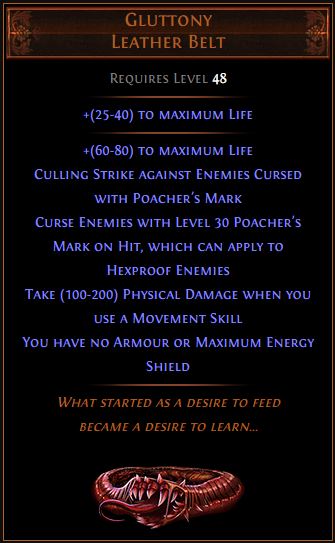 Gluttony
Leather Belt
Requires Level 48
+(25-40) to maximum Life
+(60-80) to maximum Life
Culling Strike against Enemies Cursed
with Poacher's Mark
Curse Enemies with Level 30 Poacher's
Mark on Hit, which can apply to
Hexproof Enemies
Take (100-200) Physical Damage when you
use a Movement Skill
You have no Armour or Maximum Energy
Shield
What started as a desire to feed
became a desire to learn...